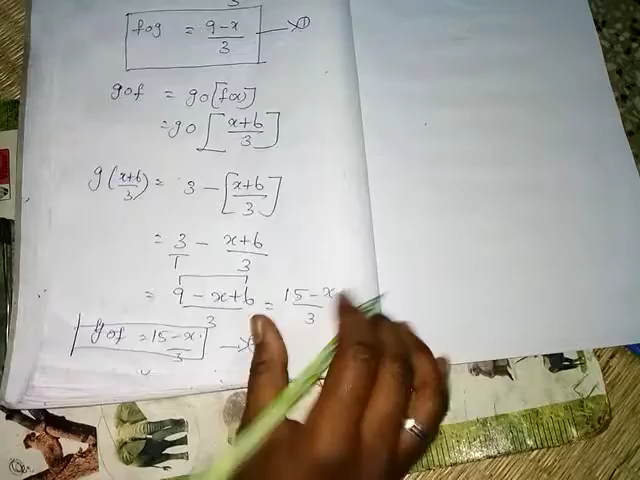 fog = 9-x/3
gof = go[f(x)]
= go[x+6/3]
g(x+6/3) = 3 - [x+6/3]
= 3/1 - x+6/3
= 9-x+6/3 = 15-x/3
gof = 15-x/3